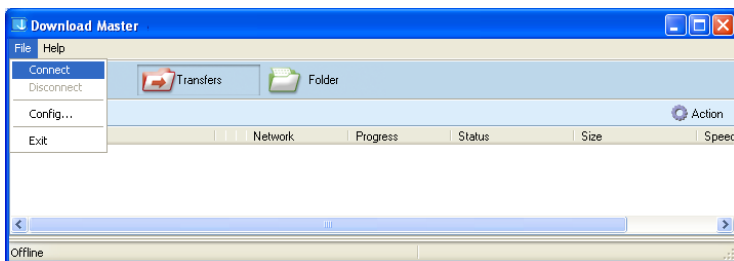 Download Master
File Help
Connect
Disconnect
Config...
Exit
Transfers
Folder
Action
Network Progress Status Size Speed
Offline